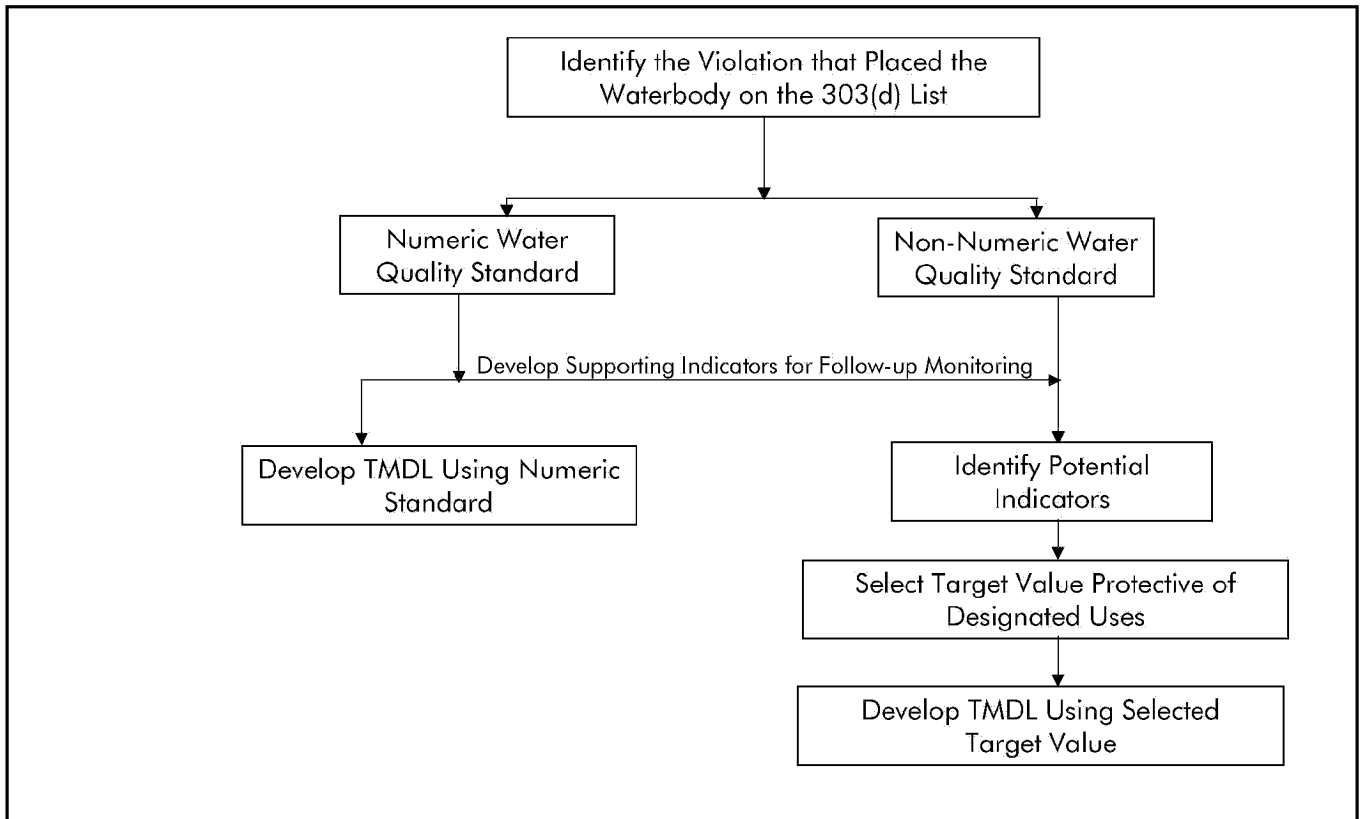 Identify the Violation that Placed the
Waterbody on the 303(d) List
Numeric Water
Quality Standard
Non-Numeric Water
Quality Standard
Develop Supporting Indicators for Follow-up Monitoring
Develop TMDL Using Numeric
Standard
Identify Potential
Indicators
Select Target Value Protective of
Designated Uses
Develop TMDL Using Selected
Target Value